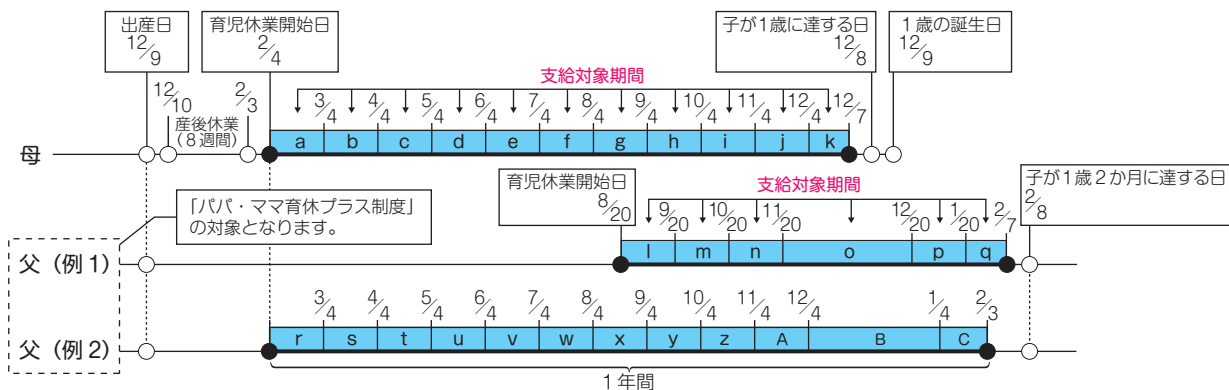 出産日
12/9
育児休業開始日
2/4
子が1歳に達する日
12/8
1歳の誕生日
12/9
支給対象期間
12/10
2/3
産後休業
(8週間)
3/4 4/4 5/4 6/4 7/4 8/4 9/4 10/4 11/4 12/4 12/7
母
a b c d e f g h i j k
育児休業開始日
8/20
支給対象期間
子が1歳2か月に達する日
2/8
「パパ・ママ育休プラス制度」
の対象となります。
9/20 10/20 11/20 12/20 1/20 2/7
父(例1)
l m n o p q
3/4 4/4 5/4 6/4 7/4 8/4 9/4 10/4 11/4 12/4 1/4 2/3
父(例2)
r s t u v w x y z A B C
1年間